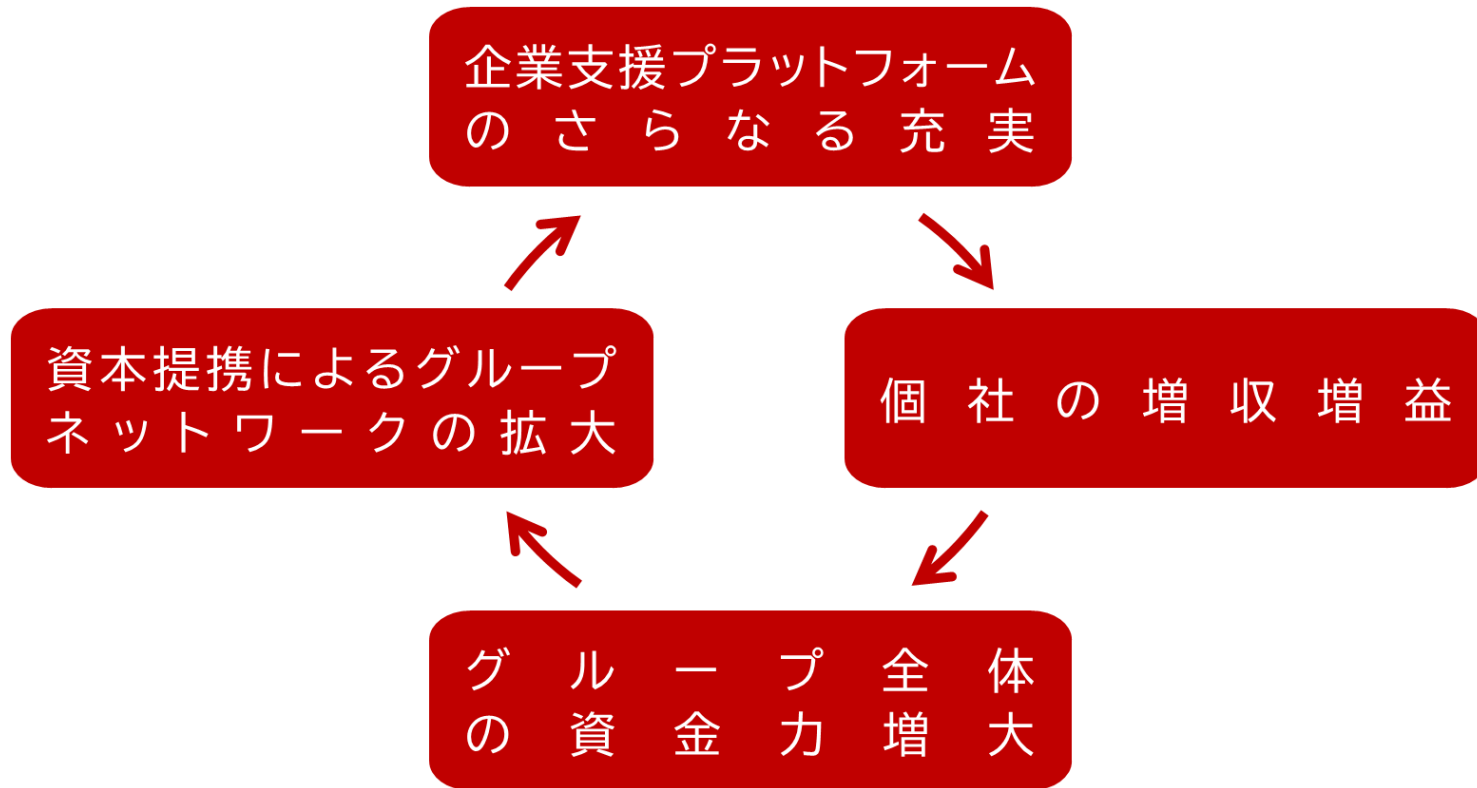 企業支援プラットフォーム
のさらなる充実
資本提携によるグループ
ネットワークの拡大
個社の増収増益
グループ全体
の資金力増大